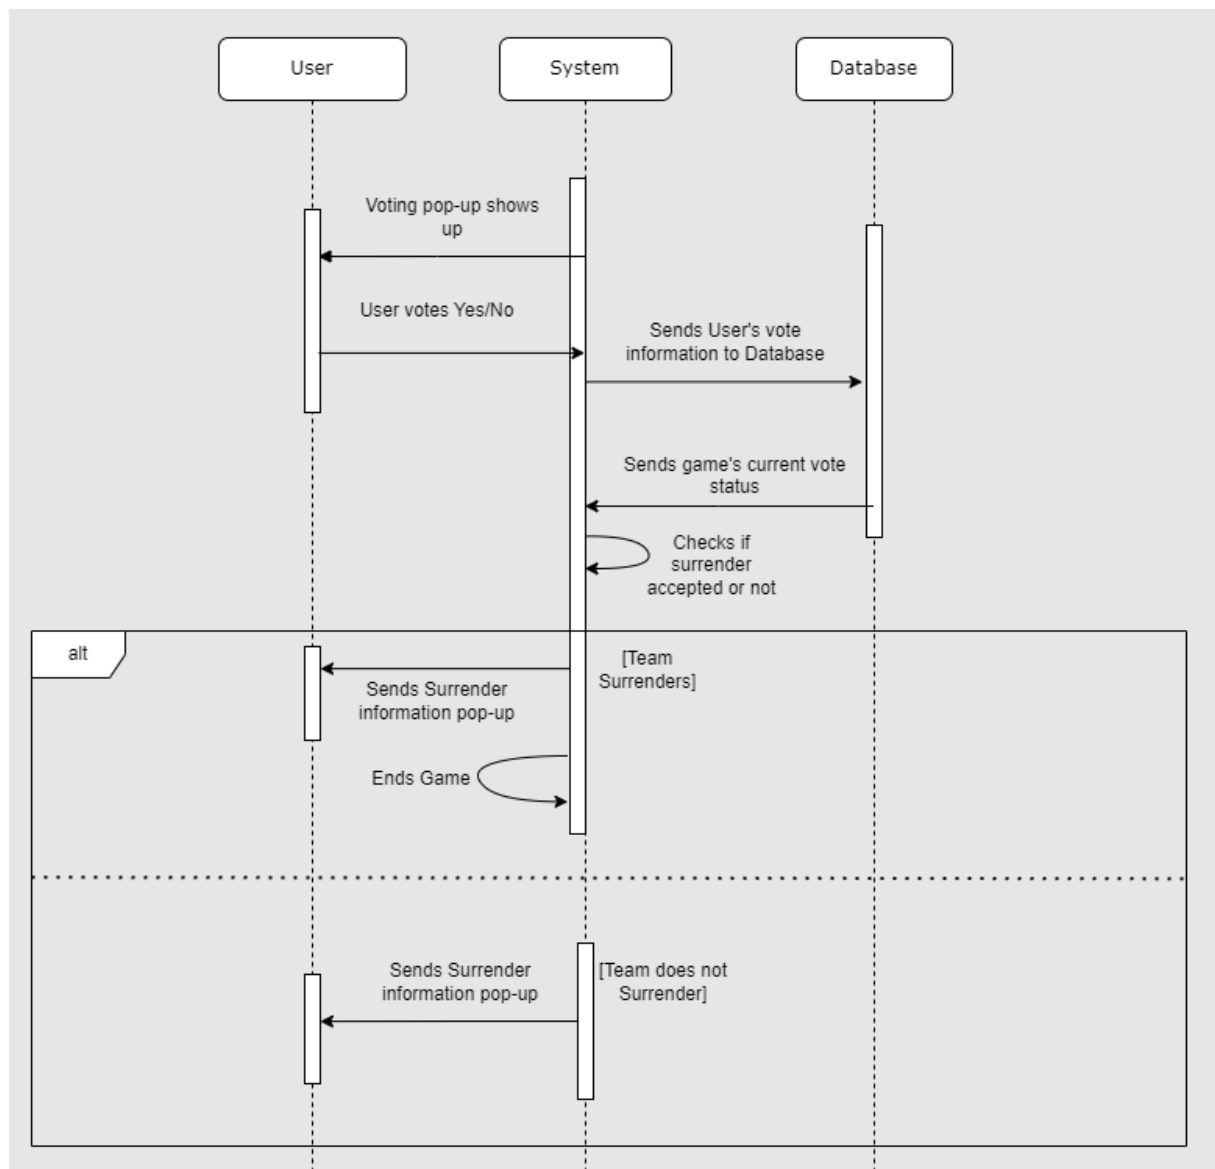 User
System
Database
Voting pop-up shows
up
User votes Yes/No
Sends User's vote
information to Database
Sends game's current vote
status
Checks if
surrender
accepted or not
alt
[Team
Surrenders]
Sends Surrender
information pop-up
Ends Game
Sends Surrender
information pop-up
[Team does not
Surrender]